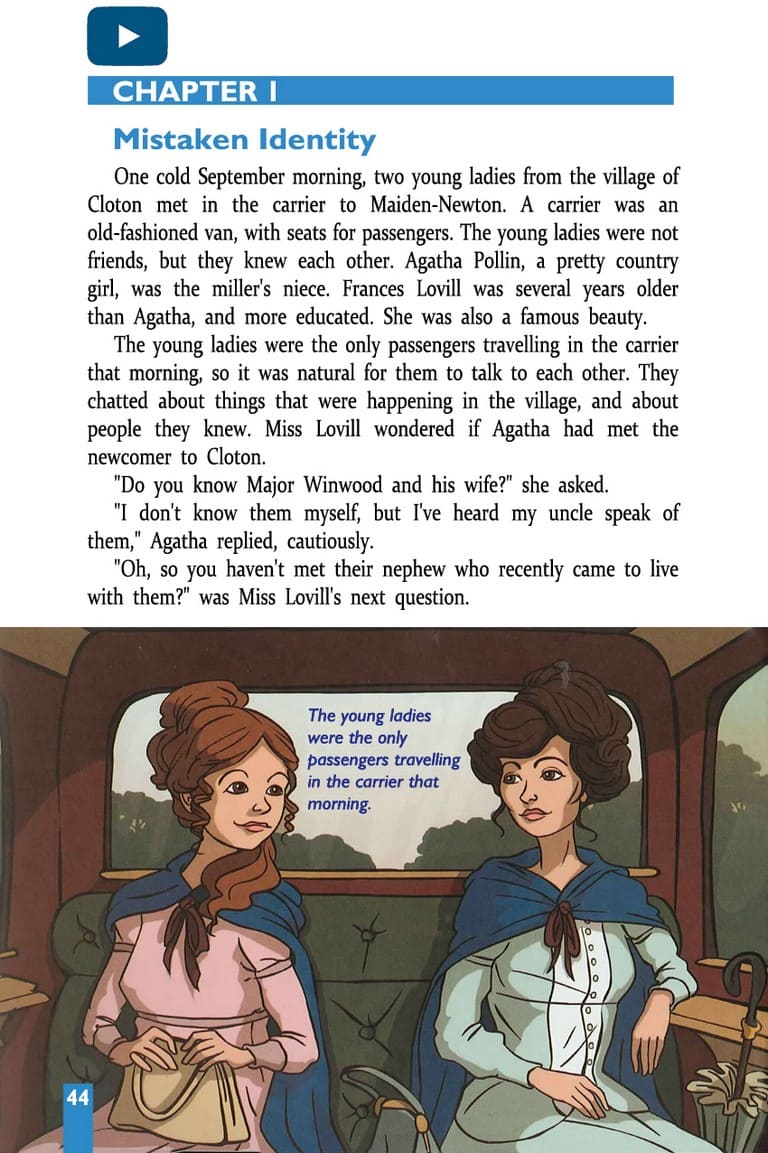 CHAPTER 1
Mistaken Identity
One cold September morning, two young ladies from the village of
Cloton met in the carrier to Maiden-Newton. A carrier was an
old-fashioned van, with seats for passengers. The young ladies were not
friends, but they knew each other. Agatha Pollin, a pretty country
girl, was the miller's niece. Frances Lovill was several years older
than Agatha, and more educated. She was also a famous beauty.
The young ladies were the only passengers travelling in the carrier
that morning, so it was natural for them to talk to each other. They
chatted about things that were happening in the village, and about
people they knew. Miss Lovill wondered if Agatha had met the
newcomer to Cloton.
"Do you know Major Winwood and his wife?" she asked.
"I don't know them myself, but I've heard my uncle speak of
them," Agatha replied, cautiously.
"Oh, so you haven't met their nephew who recently came to live
with them?" was Miss Lovill's next question.
The young ladies
were the only
passengers travelling
in the carrier that
morning.
44